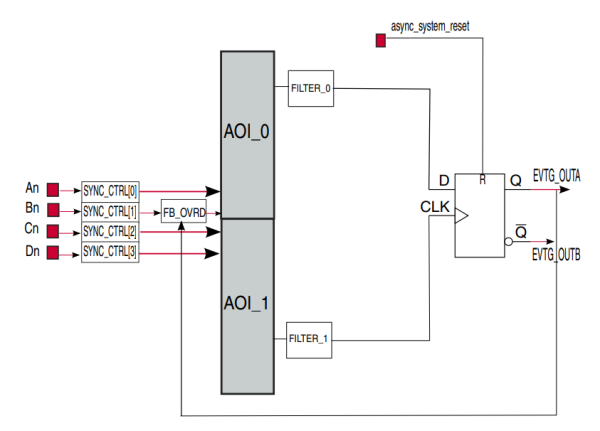 async_system_reset
FILTER_0
AOI_0
An
SYNC_CTRL[0]
Bn
SYNC_CTRL[1]
FB_OVRD
Cn
SYNC_CTRL[2]
Dn
SYNC_CTRL[3]
D
R
Q
EVTG_OUTA
CLK
Q̅
EVTG_OUTB
AOI_1
FILTER_1